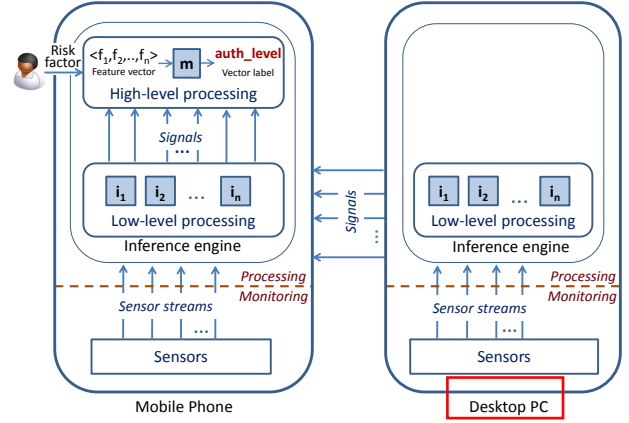 Risk
factor
<f1,f2,..,fn>
Feature vector
m
auth_level
Vector label
High-level processing
Signals
...
i1 i2 ... in
Low-level processing
Inference engine
Processing
Monitoring
Sensor streams
...
Sensors
Mobile Phone
Signals
...
i1 i2 ... in
Low-level processing
Inference engine
Processing
Monitoring
Sensor streams
...
Sensors
Desktop PC